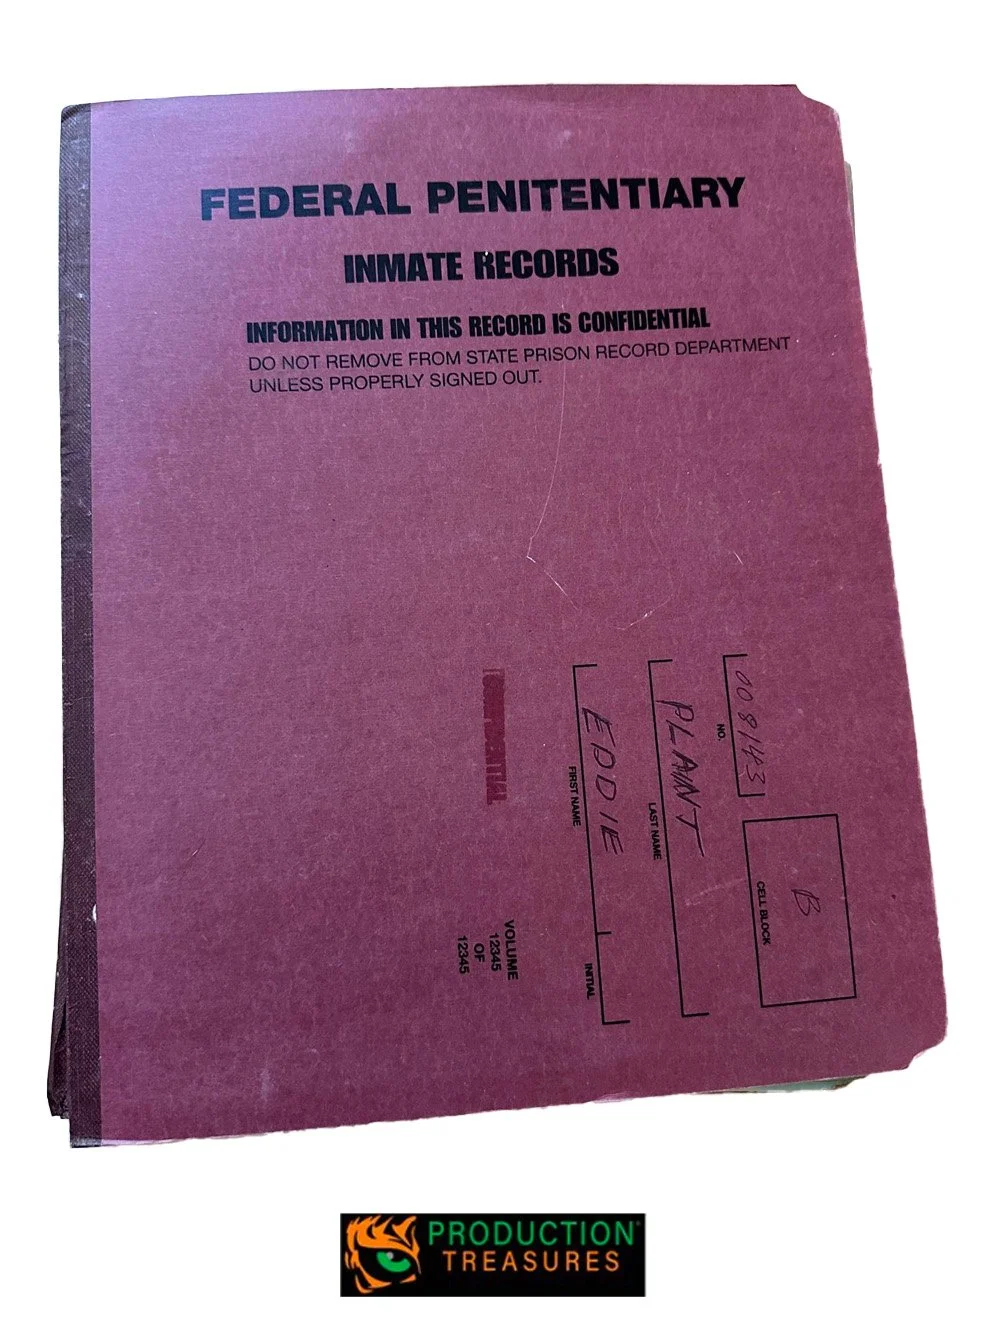 FEDERAL PENITENTIARY
INMATE RECORDS
INFORMATION IN THIS RECORD IS CONFIDENTIAL
DO NOT REMOVE FROM STATE PRISON RECORD DEPARTMENT
UNLESS PROPERLY SIGNED OUT.
008143
NO.
B
CELL BLOCK
PLAINT
LAST NAME
EDDIE
FIRST NAME
INITIAL
CONFIDENTIAL
VOLUME
12345
OF
12345
PRODUCTION
TREASURES